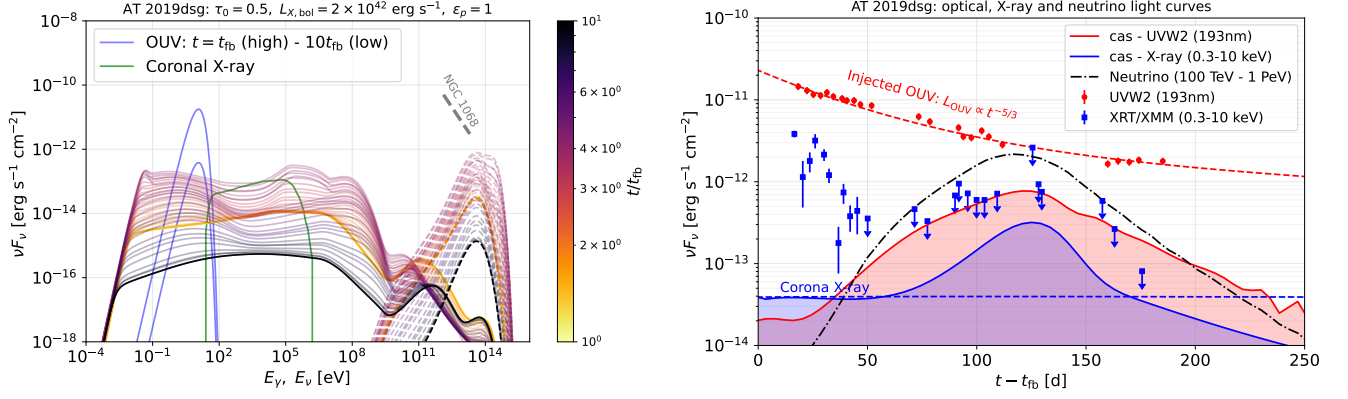 AT 2019dsg: τ₀ = 0.5, L_X,bol = 2 × 10⁴² erg s⁻¹, ε_p = 1
10⁻⁸
10⁻¹⁰
10⁻¹²
10⁻¹⁴
10⁻¹⁶
10⁻¹⁸
νF_ν [erg s⁻¹ cm⁻²]
OUV: t = t_fb (high) - 10t_fb (low)
Coronal X-ray
NGC 1068
10⁻⁴
10⁻¹
10²
10⁵
10⁸
10¹¹
10¹⁴
E_γ, E_ν [eV]
10¹
6 × 10⁰
4 × 10⁰
3 × 10⁰
2 × 10⁰
10⁰
t/t_fb
AT 2019dsg: optical, X-ray and neutrino light curves
10⁻¹⁰
10⁻¹¹
10⁻¹²
10⁻¹³
10⁻¹⁴
νF_ν [erg s⁻¹ cm⁻²]
cas - UVW2 (193nm)
cas - X-ray (0.3-10 keV)
Neutrino (100 TeV - 1 PeV)
UVW2 (193nm)
XRT/XMM (0.3-10 keV)
Injected OUV: L_OUV ∝ t⁻⁵/³
Corona X-ray
0
50
100
150
200
250
t − t_fb [d]